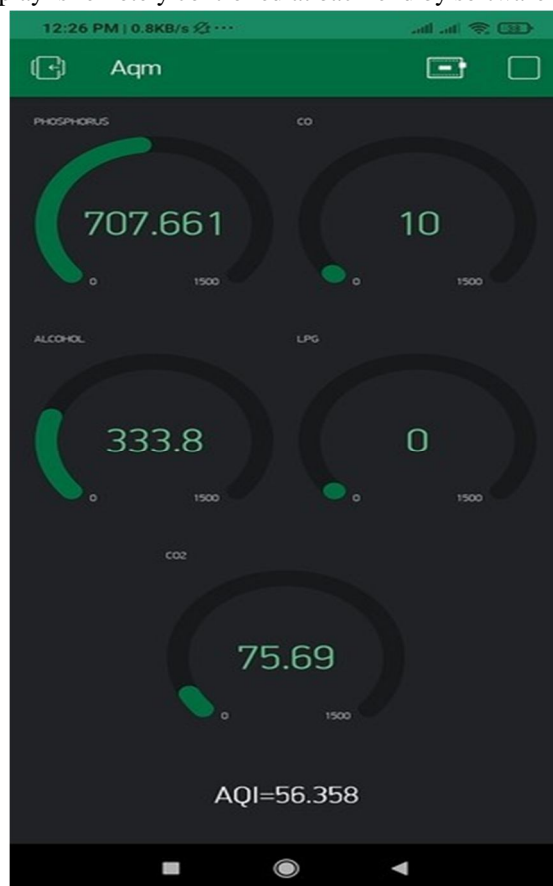 12:26 PM | 0.8KB/s
Aqm
PHOSPHORUS CO
707.661 10
0 1500 0 1500
ALCOHOL LPG
333.8 0
0 1500 0 1500
CO2
75.69
0 1500
AQI=56.358